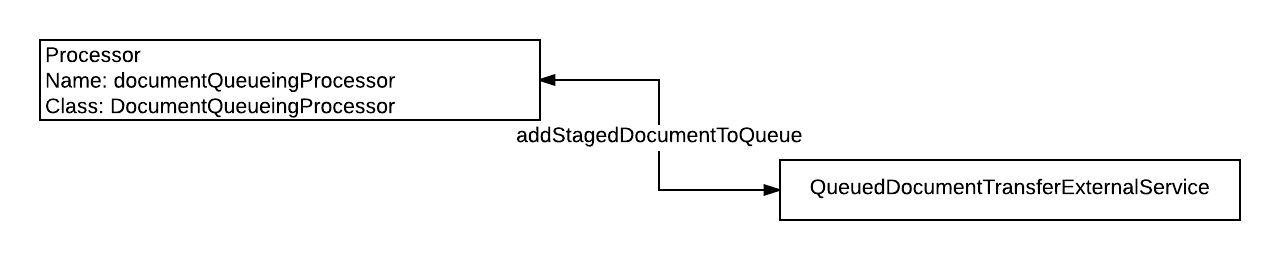 Processor
Name: documentQueueingProcessor
Class: DocumentQueueingProcessor
addStagedDocumentToQueue
QueuedDocumentTransferExternalService